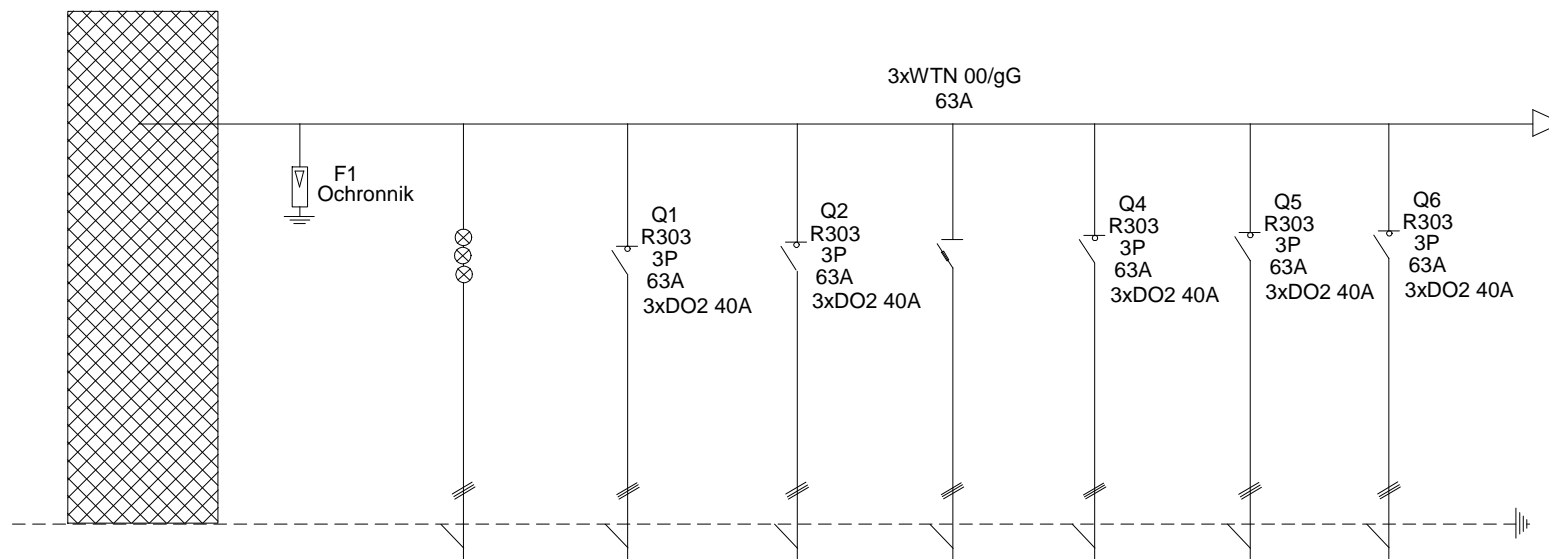 3xWTN 00/gG
63A
F1
Ochronnik
Q1
R303
3P
63A
3xDO2 40A
Q2
R303
3P
63A
3xDO2 40A
Q4
R303
3P
63A
3xDO2 40A
Q5
R303
3P
63A
3xDO2 40A
Q6
R303
3P
63A
3xDO2 40A